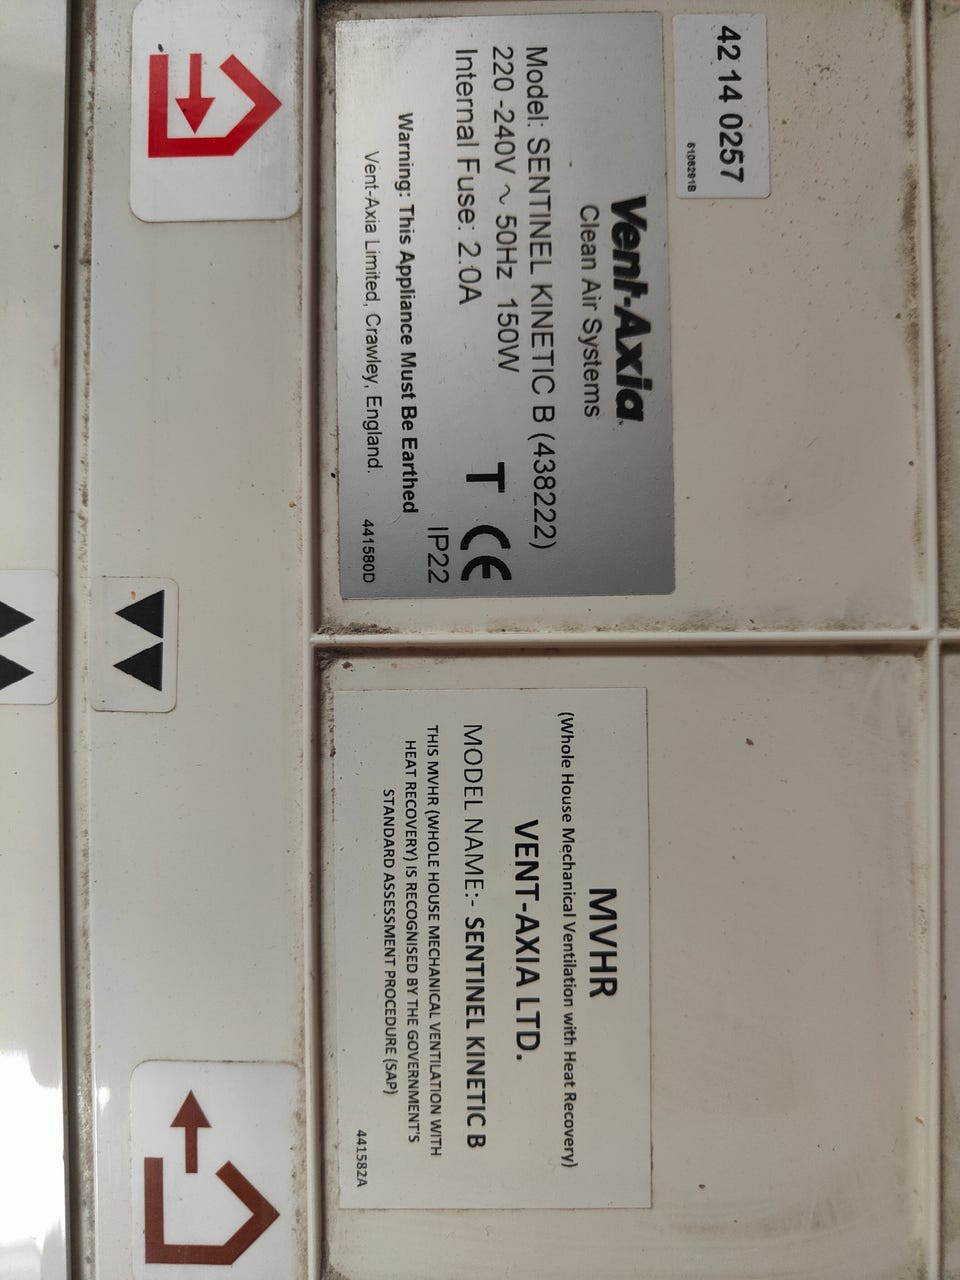 42 14 0257
5106291B
Vent-Axia
Clean Air Systems
Model: SENTINEL KINETIC B (438222)
220 -240V ~ 50Hz 150W
Internal Fuse: 2.0A
T CE
IP22
Warning: This Appliance Must Be Earthed
Vent-Axia Limited, Crawley, England.
441580D
MVHR
(Whole House Mechanical Ventilation with Heat Recovery)
VENT-AXIA LTD.
MODEL NAME:- SENTINEL KINETIC B
THIS MVHR (WHOLE HOUSE MECHANICAL VENTILATION WITH
HEAT RECOVERY) IS RECOGNISED BY THE GOVERNMENT'S
STANDARD ASSESSMENT PROCEDURE (SAP)
441582A